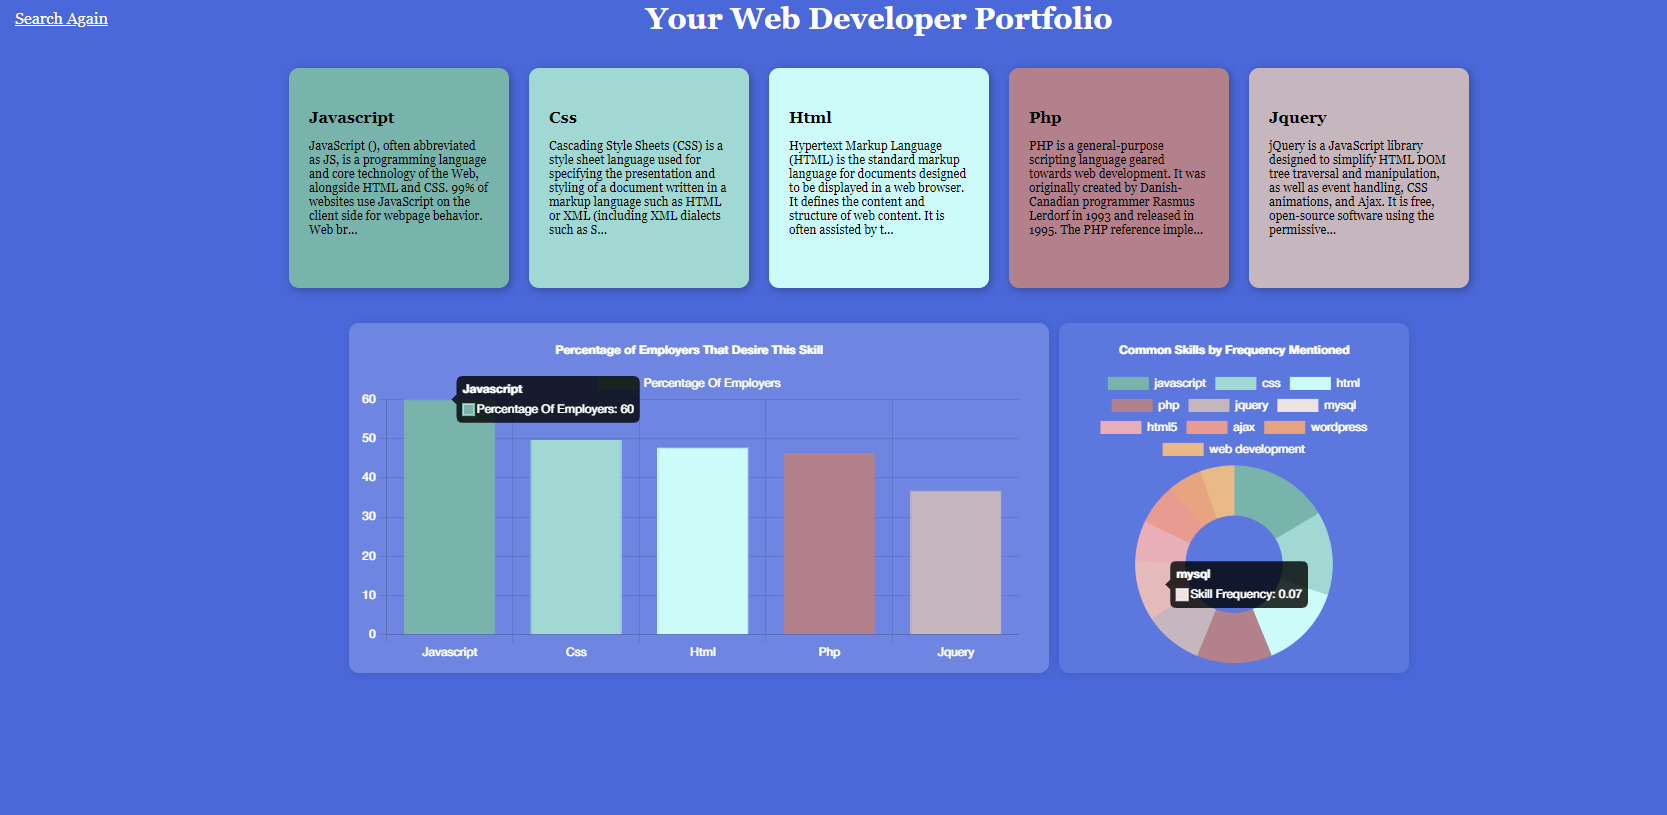 Search Again
Your Web Developer Portfolio
Javascript
JavaScript (), often abbreviated
as JS, is a programming language
and core technology of the Web,
alongside HTML and CSS. 99% of
websites use JavaScript on the
client side for webpage behavior.
Web br...
Css
Cascading Style Sheets (CSS) is a
style sheet language used for
specifying the presentation and
styling of a document written in a
markup language such as HTML
or XML (including XML dialects
such as S...
Html
Hypertext Markup Language
(HTML) is the standard markup
language for documents designed
to be displayed in a web browser.
It defines the content and
structure of web content. It is
often assisted by t...
Php
PHP is a general-purpose
scripting language geared
towards web development. It was
originally created by Danish-
Canadian programmer Rasmus
Lerdorf in 1993 and released in
1995. The PHP reference imple...
Jquery
jQuery is a JavaScript library
designed to simplify HTML DOM
tree traversal and manipulation,
as well as event handling, CSS
animations, and Ajax. It is free,
open-source software using the
permissive...
Percentage of Employers That Desire This Skill
Percentage Of Employers
Javascript
Percentage Of Employers: 60
60
50
40
30
20
10
0
Javascript Css Html Php Jquery
Common Skills by Frequency Mentioned
javascript css html
php jquery mysql
html5 ajax wordpress
web development
mysql
Skill Frequency: 0.07